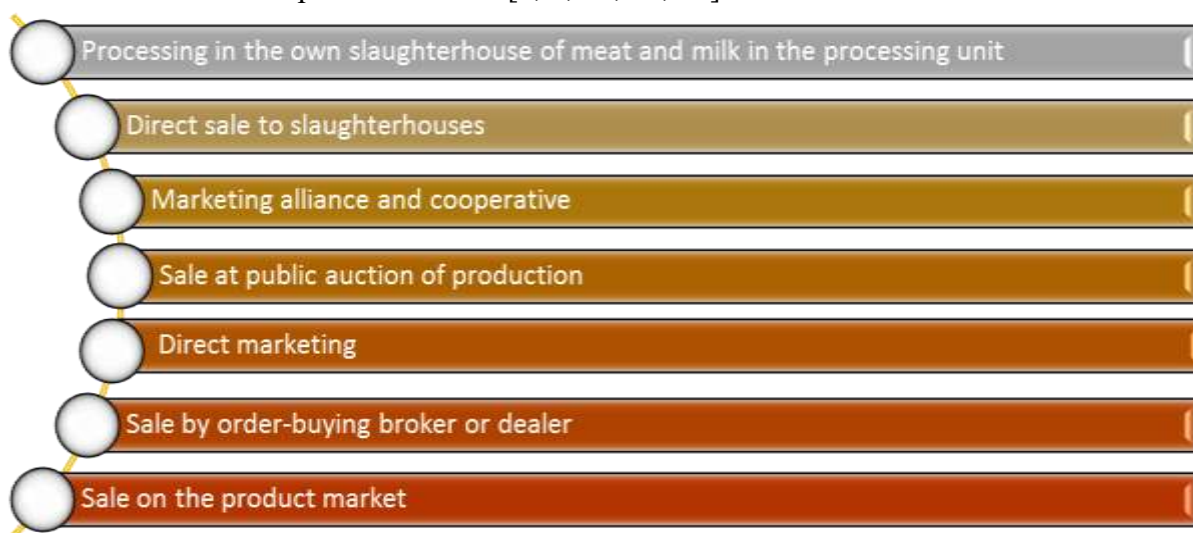 Processing in the own slaughterhouse of meat and milk in the processing unit
Direct sale to slaughterhouses
Marketing alliance and cooperative
Sale at public auction of production
Direct marketing
Sale by order-buying broker or dealer
Sale on the product market